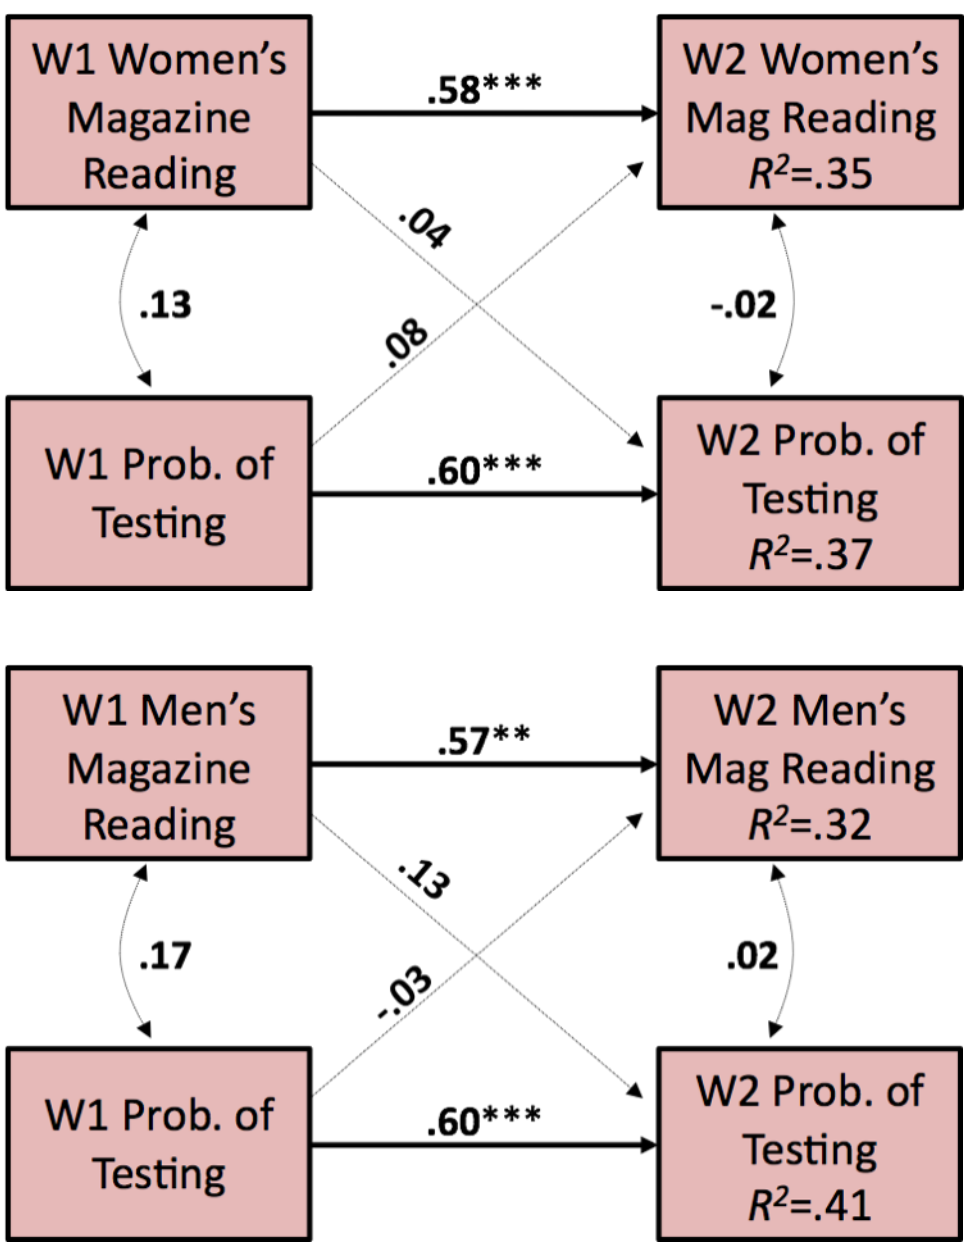 W1 Women’s
Magazine
Reading
.58***
W2 Women’s
Mag Reading
R²=.35
.04
.08
.13
-.02
W1 Prob. of
Testing
.60***
W2 Prob. of
Testing
R²=.37
W1 Men’s
Magazine
Reading
.57**
W2 Men’s
Mag Reading
R²=.32
.13
-.03
.17
.02
W1 Prob. of
Testing
.60***
W2 Prob. of
Testing
R²=.41